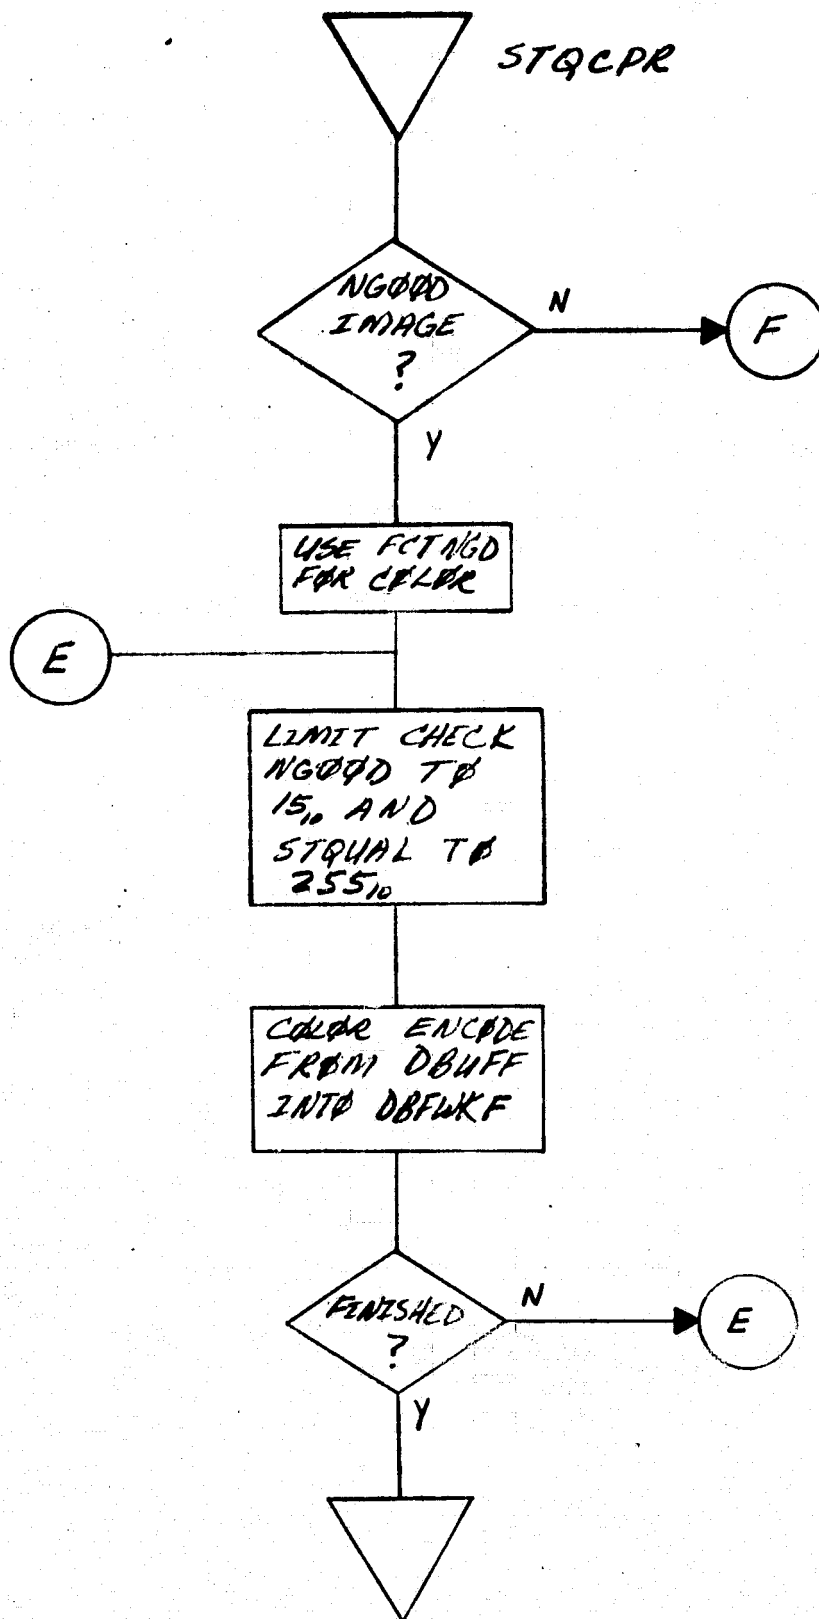 STQCPR
NGØØD
IMAGE
?
N
F
Y
USE FCTNGD
FØR CØLØR
E
LIMIT CHECK
NGØØD TØ
15₁₀ AND
STQUAL TØ
255₁₀
CØLØR ENCØDE
FRØM DBUFF
INTØ DBFWKF
FINISHED
?
N
E
Y